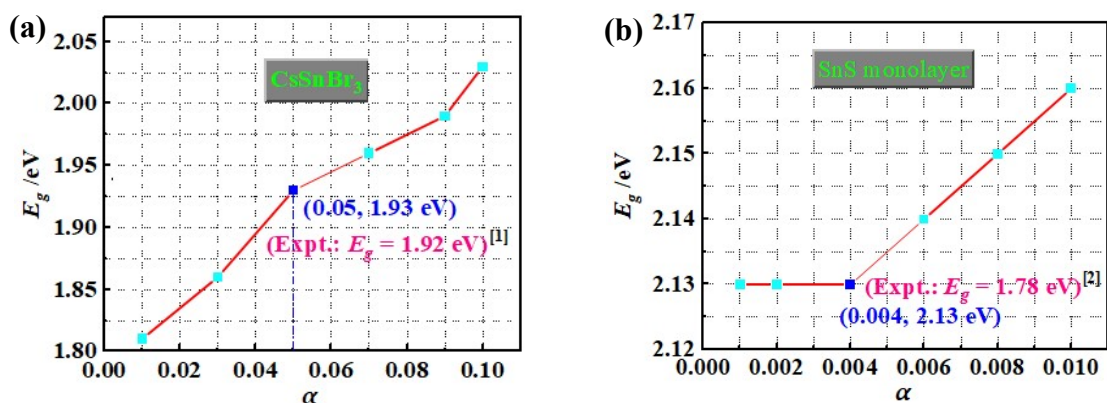 (a)
2.05
2.00
1.95
1.90
1.85
1.80
E_g /eV
CsSnBr₃
(0.05, 1.93 eV)
(Expt.: E_g = 1.92 eV)[1]
0.00 0.02 0.04 0.06 0.08 0.10
α
(b)
2.17
2.16
2.15
2.14
2.13
2.12
E_g /eV
SnS monolayer
(Expt.: E_g = 1.78 eV)[2]
(0.004, 2.13 eV)
0.000 0.002 0.004 0.006 0.008 0.010
α